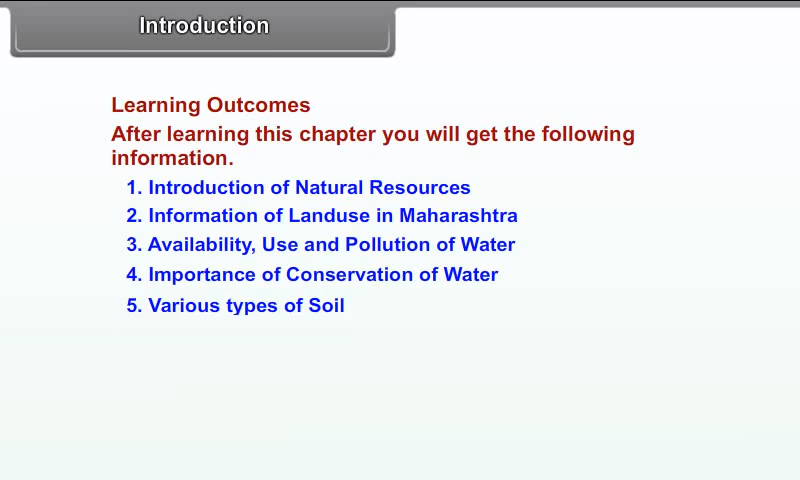 Introduction
Learning Outcomes
After learning this chapter you will get the following
information.
1. Introduction of Natural Resources
2. Information of Landuse in Maharashtra
3. Availability, Use and Pollution of Water
4. Importance of Conservation of Water
5. Various types of Soil